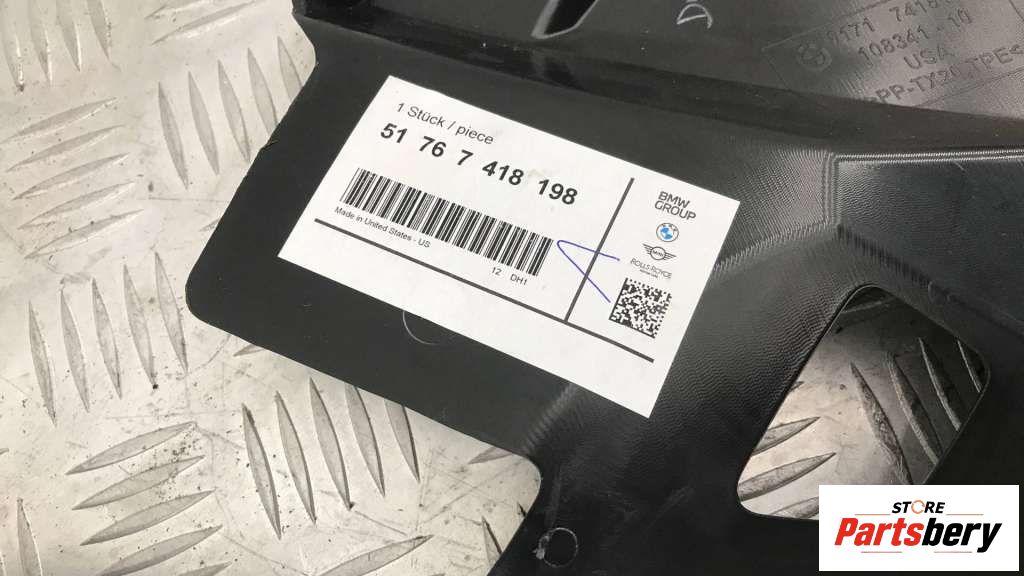 1 Stück / piece
51 76 7 418 198
Made in United States - US
12 DH1
BMW
GROUP
MINI
ROLLS-ROYCE
108341.10
USA
STORE
Partsbery